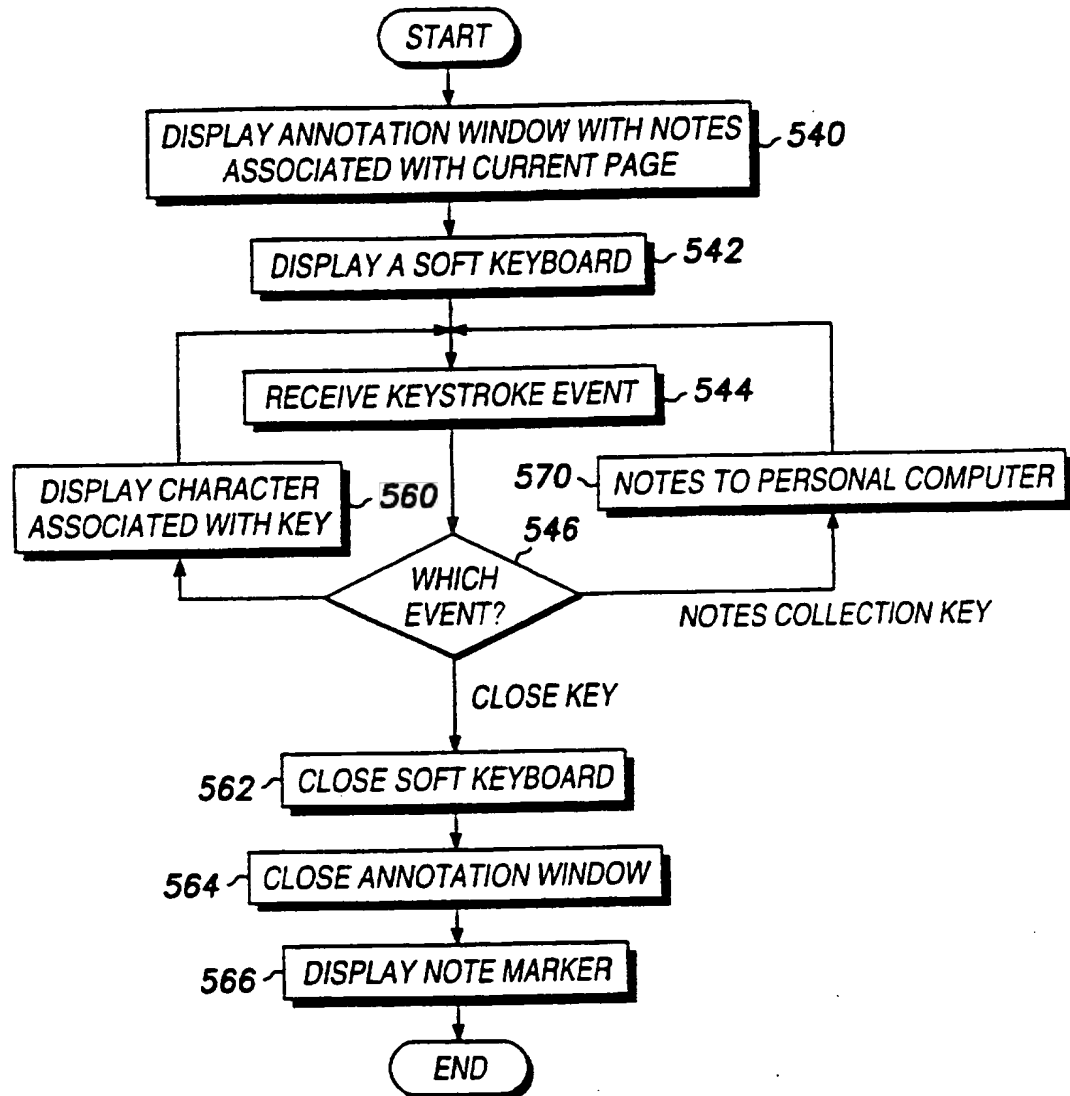 START
DISPLAY ANNOTATION WINDOW WITH NOTES
ASSOCIATED WITH CURRENT PAGE
540
DISPLAY A SOFT KEYBOARD
542
RECEIVE KEYSTROKE EVENT
544
DISPLAY CHARACTER
ASSOCIATED WITH KEY
560
570
NOTES TO PERSONAL COMPUTER
546
WHICH
EVENT?
NOTES COLLECTION KEY
CLOSE KEY
562
CLOSE SOFT KEYBOARD
564
CLOSE ANNOTATION WINDOW
566
DISPLAY NOTE MARKER
END